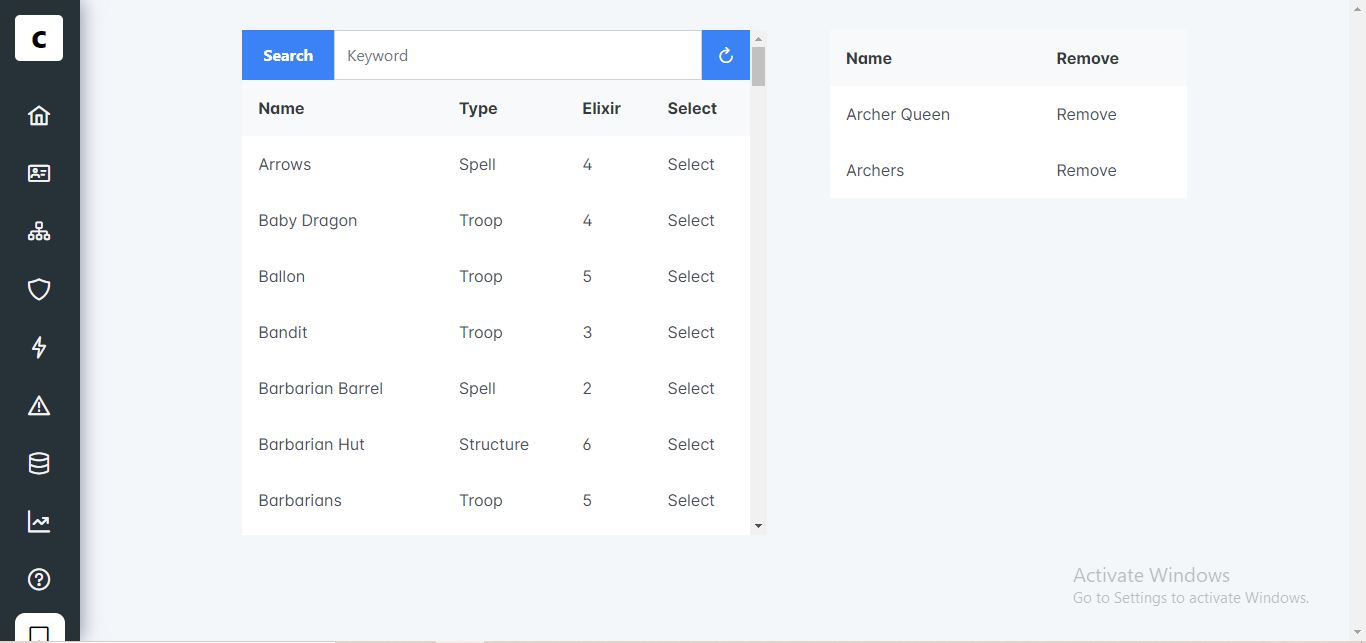 C
Search Keyword
Name Type Elixir Select
Arrows Spell 4 Select
Baby Dragon Troop 4 Select
Ballon Troop 5 Select
Bandit Troop 3 Select
Barbarian Barrel Spell 2 Select
Barbarian Hut Structure 6 Select
Barbarians Troop 5 Select
Name Remove
Archer Queen Remove
Archers Remove
Activate Windows
Go to Settings to activate Windows.